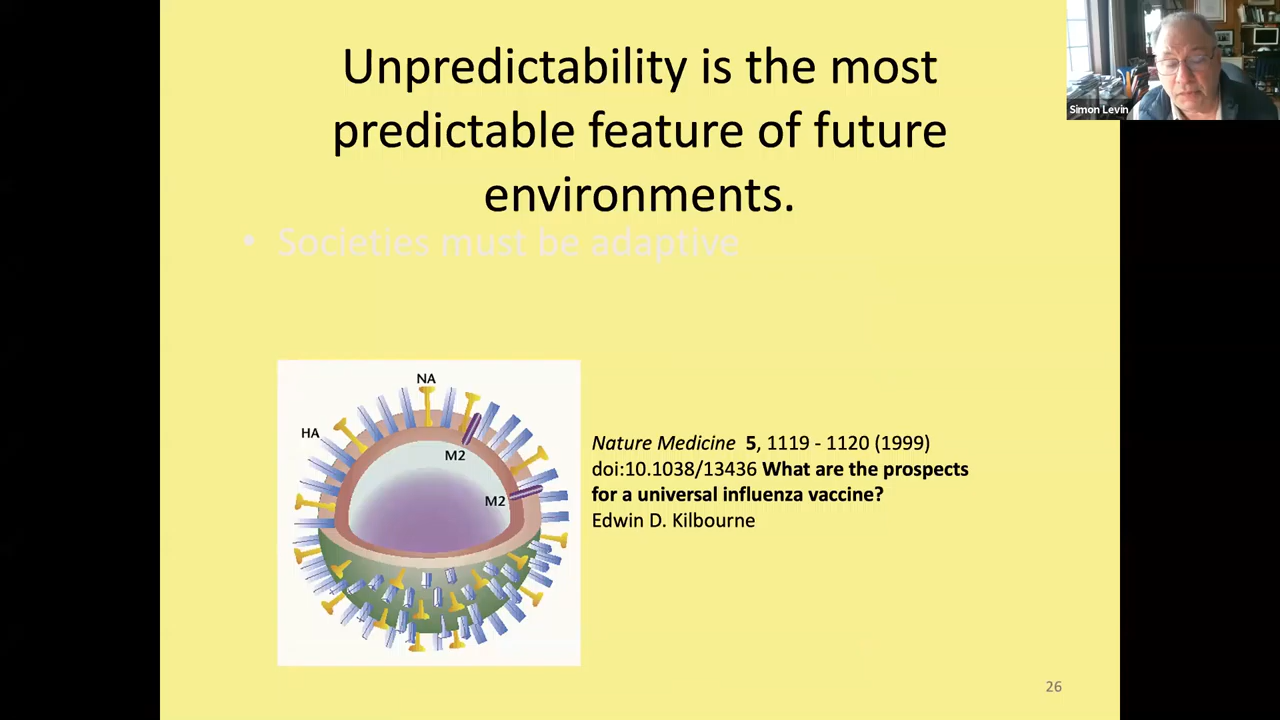 Unpredictability is the most
predictable feature of future
environments.
Simon Levin
• Societies must be adaptive
NA
HA
M2
M2
Nature Medicine 5, 1119 - 1120 (1999)
doi:10.1038/13436 What are the prospects
for a universal influenza vaccine?
Edwin D. Kilbourne
26